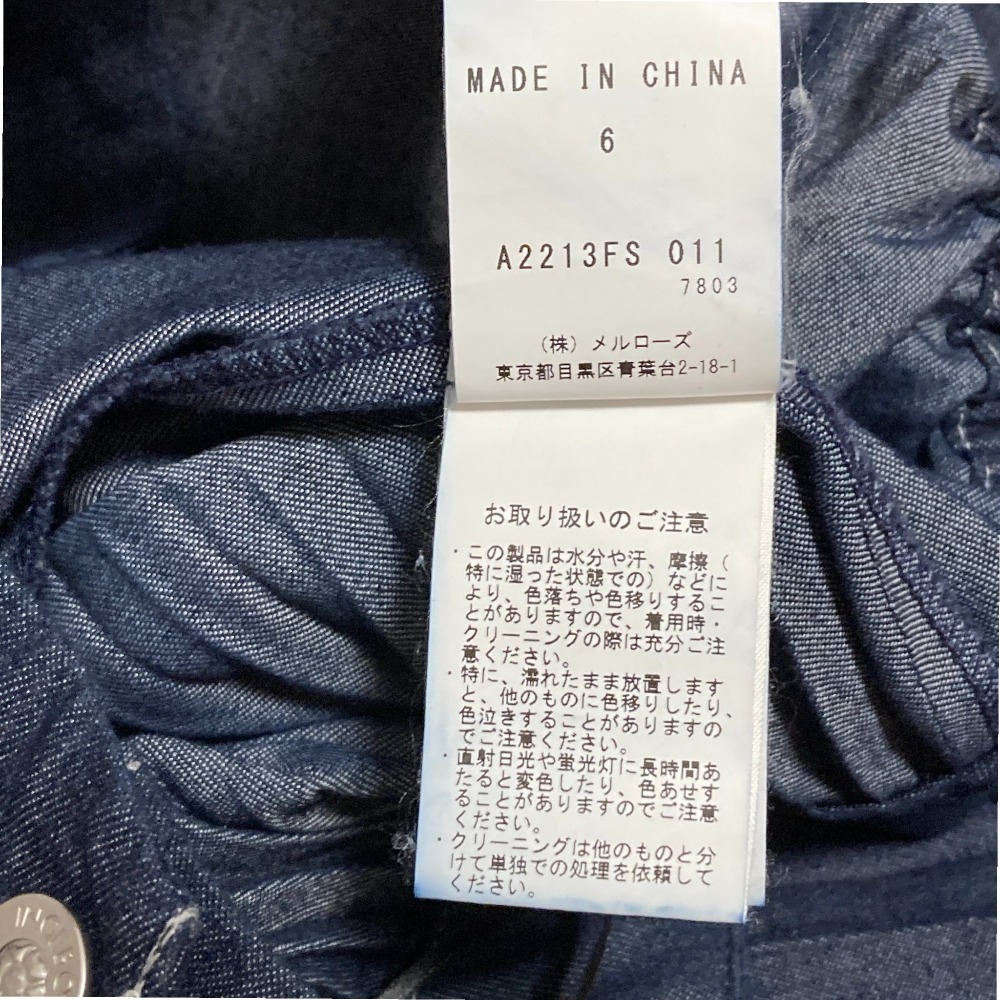 MADE IN CHINA
6
A2213FS 011
7803
(株) メルローズ
東京都目黒区青葉台2-18-1
お取り扱いのご注意
・この製品は水分や汗、摩擦(
特に湿った状態での)などに
より、色落ちや色移りするこ
とがありますので、着用時・
クリーニングの際は充分ご注
意ください。
・特に、濡れたまま放置します
と、他のものに色移りしたり、
色泣きすることがありますの
でご注意ください。
・直射日光や蛍光灯に長時間あ
たると変色したり、色あせす
ることがありますのでご注意
ください。
・クリーニングは他のものと分
けて単独での処理を依頼して
ください。